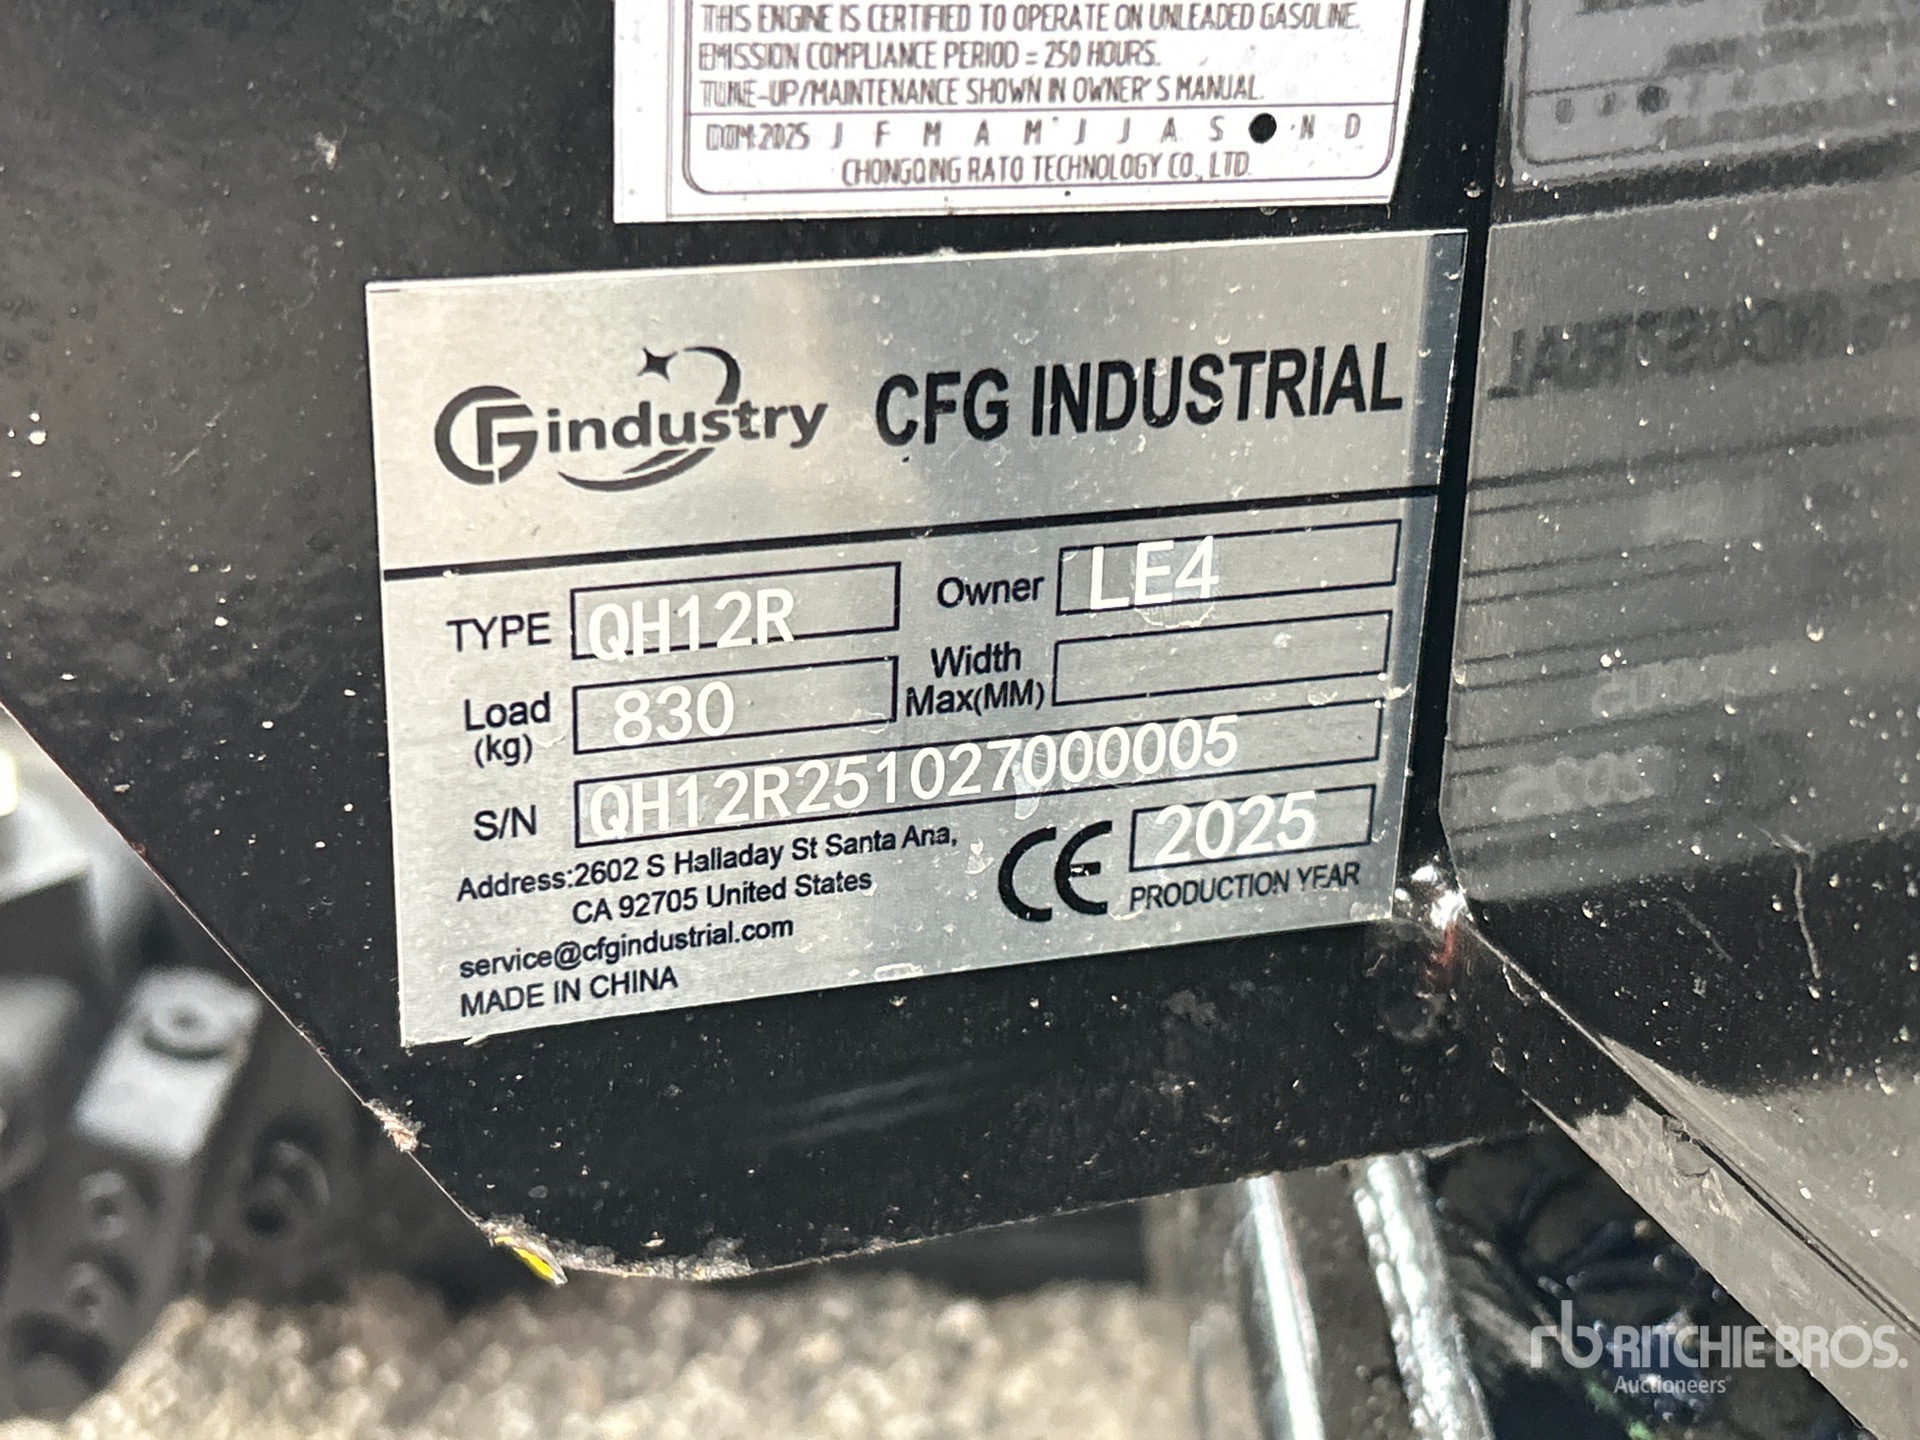 THIS ENGINE IS CERTIFIED TO OPERATE ON UNLEADED GASOLINE.
EMISSION COMPLIANCE PERIOD = 250 HOURS.
TUNE-UP/MAINTENANCE SHOWN IN OWNER'S MANUAL.
DOM:2025 J F M A M J J A S N D
CHONGQING RATO TECHNOLOGY CO., LTD.
CFG industry CFG INDUSTRIAL
TYPE QH12R Owner LE4
Load (kg) 830 Width Max(MM)
S/N QH12R251027000005
Address:2602 S Halladay St Santa Ana,
CA 92705 United States
CE 2025
PRODUCTION YEAR
service@cfgindustrial.com
MADE IN CHINA
rb RITCHIE BROS.
Auctioneers